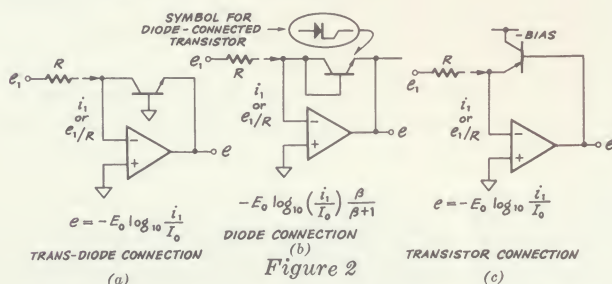 SYMBOL FOR
DIODE-CONNECTED
TRANSISTOR
e₁
R
i₁
or
e₁/R
−
+
e
e = −E₀ log₁₀ i₁/I₀
TRANS-DIODE CONNECTION
(a)
e₁
R
i₁
or
e₁/R
−
+
e
−E₀ log₁₀ (i₁/I₀) β/β+1
DIODE CONNECTION
(b)
Figure 2
−BIAS
e₁
R
i₁
or
e₁/R
−
+
e
e = −E₀ log₁₀ i₁/I₀
TRANSISTOR CONNECTION
(c)